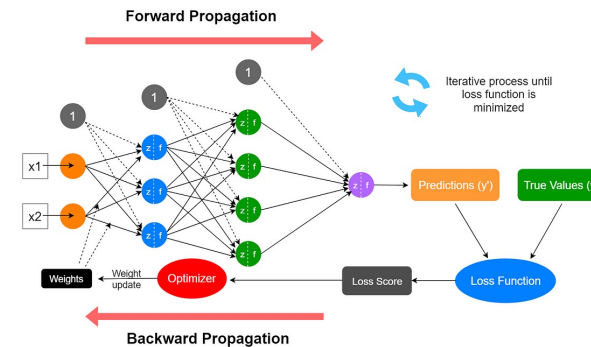 Forward Propagation
1
1
1
Iterative process until
loss function is
minimized
z f
z f
z f
z f
z f
z f
z f
z f
x1
x2
Predictions (y')
True Values (y
Weights
Weight
update
Optimizer
Loss Score
Loss Function
Backward Propagation